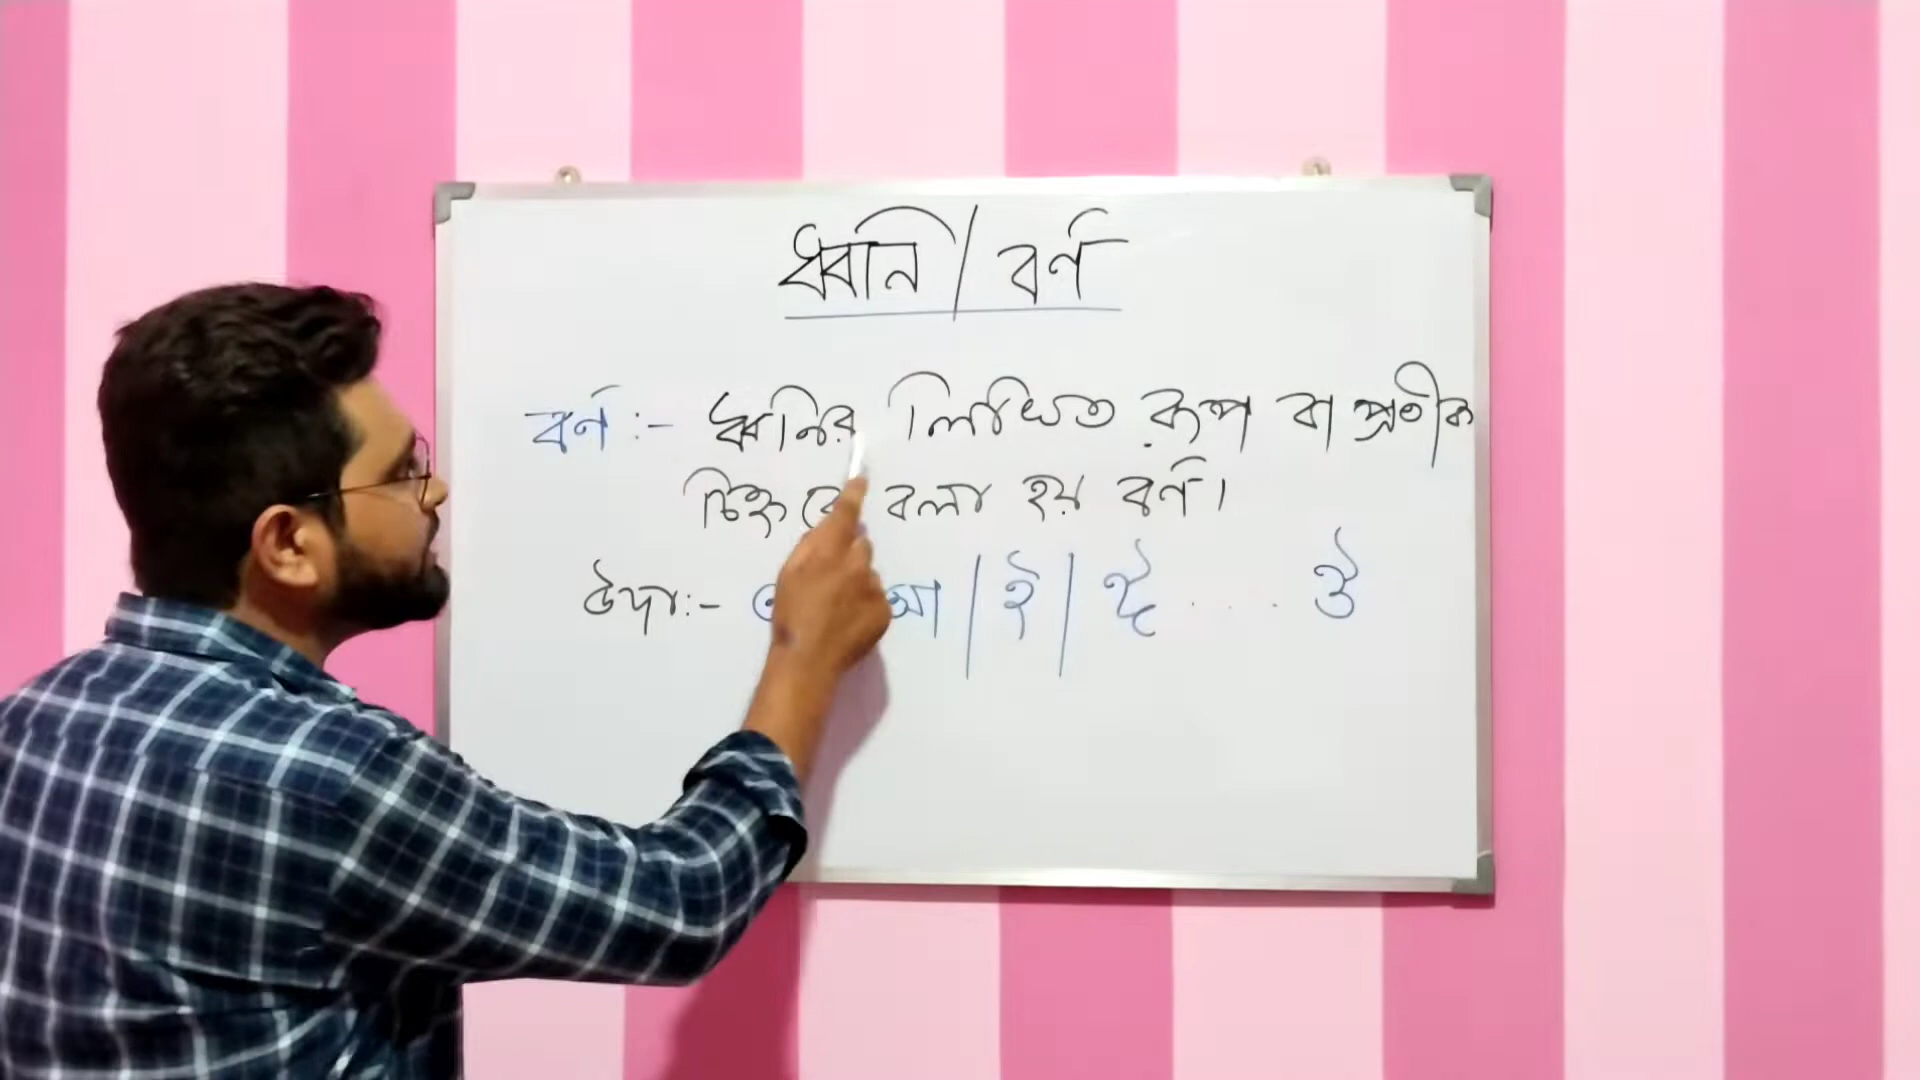 ধ্বনি / বর্ণ
বর্ণ :- ধ্বনির লিখিত রূপ বা প্রতীক
চিহ্নকে বলা হয় বর্ণ।
উদা:- আ / ই / ঈ . . . . . ঔ